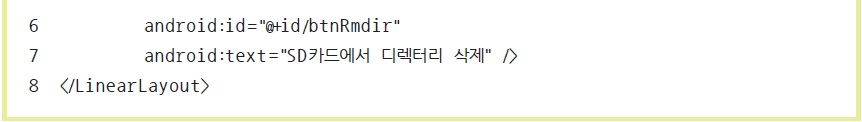 6 android:id="@+id/btnRmdir"
7 android:text="SD카드에서 디렉터리 삭제" />
8 </LinearLayout>